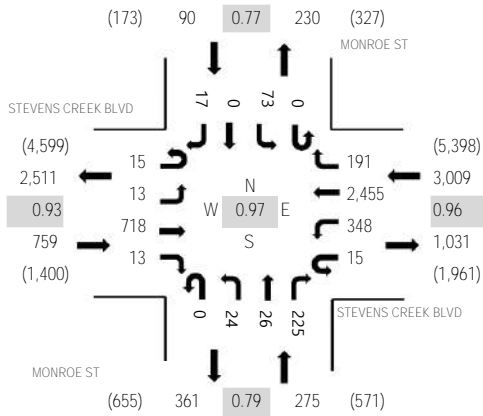 (173) 90 0.77 230 (327)
MONROE ST
17 0 73 0
STEVENS CREEK BLVD
(4,599) (5,398)
15 191
2,511 3,009
13 N 2,455
0.93 W 0.97 E 0.96
718 348
759 S 1,031
13 15
(1,400) (1,961)
0 24 26 225
STEVENS CREEK BLVD
MONROE ST
(655) 361 0.79 275 (571)